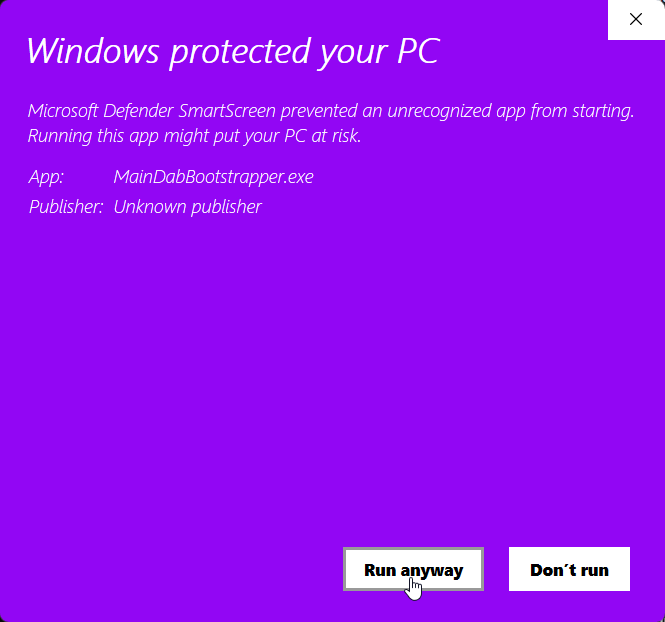 Windows protected your PC
Microsoft Defender SmartScreen prevented an unrecognized app from starting.
Running this app might put your PC at risk.
App: MainDabBootstrapper.exe
Publisher: Unknown publisher
Run anyway Don´t run